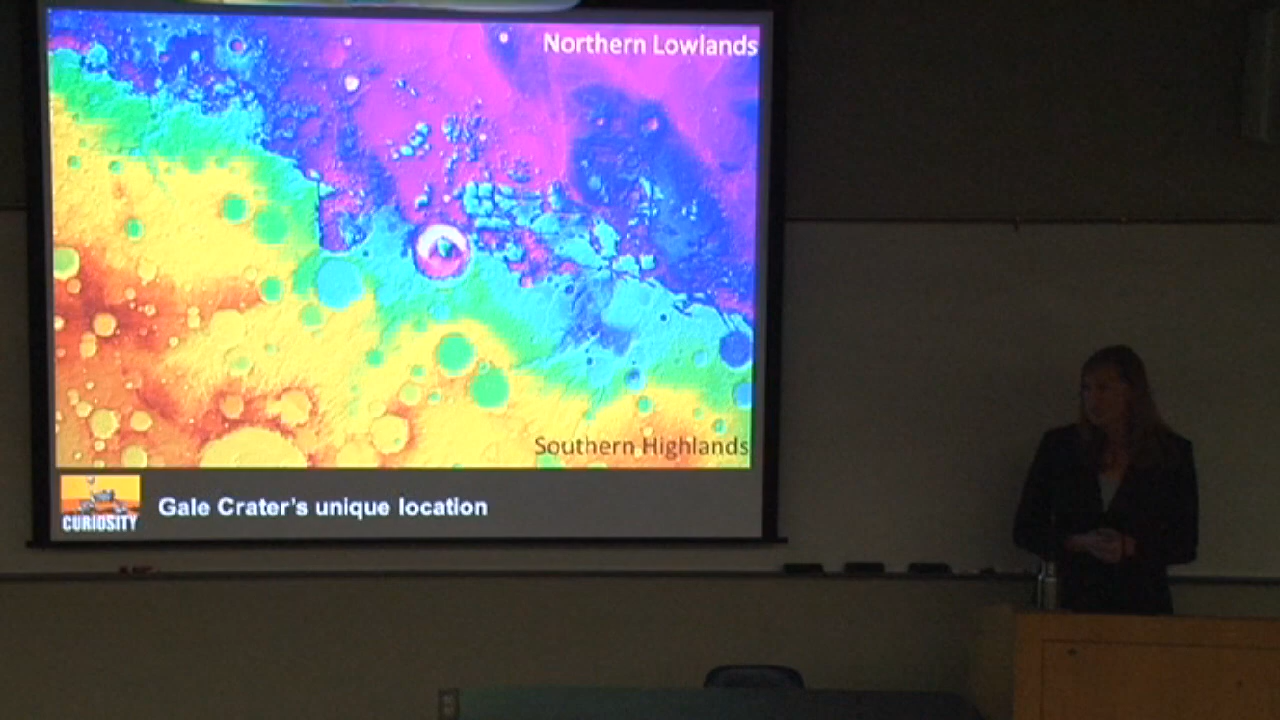 Northern Lowlands
Southern Highlands
CURIOSITY
Gale Crater's unique location